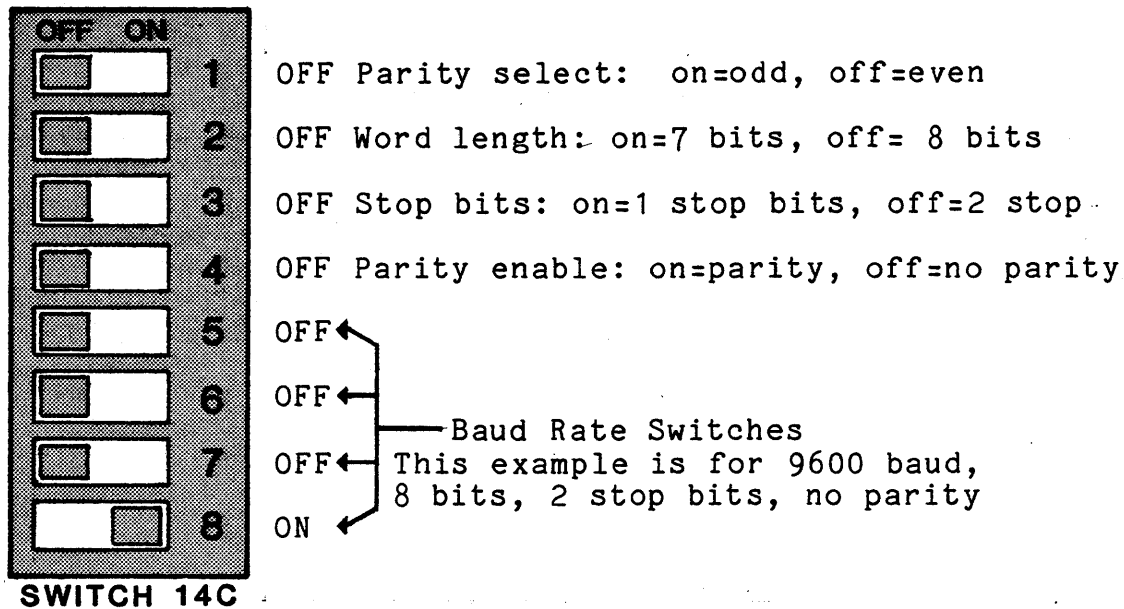 OFF ON
1 OFF Parity select: on=odd, off=even
2 OFF Word length: on=7 bits, off= 8 bits
3 OFF Stop bits: on=1 stop bits, off=2 stop
4 OFF Parity enable: on=parity, off=no parity
5 OFF
6 OFF
Baud Rate Switches
7 OFF This example is for 9600 baud,
8 bits, 2 stop bits, no parity
8 ON
SWITCH 14C